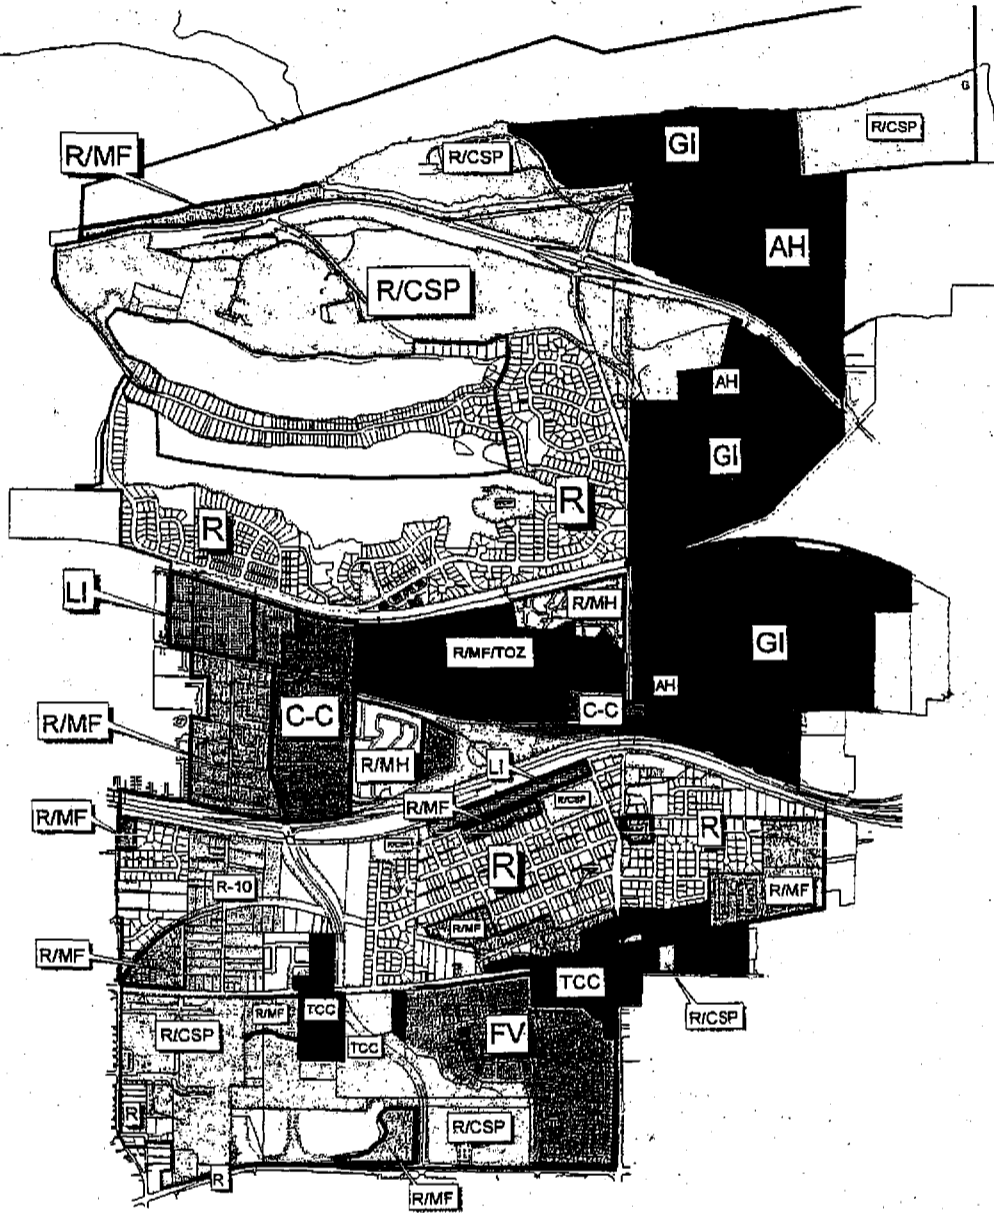 R/CSP
GI
R/MF
R/CSP
AH
R/CSP
AH
GI
R
R
LI
R/MH
GI
R/MF/TOZ
AH
C-C
C-C
R/MF
R/MH
LI
R/CSP
R/MF
R/MF
R
R
R-10
R/MF
R/MF
R/MF
TCC
TCC
R/MF
R/CSP
R/CSP
FV
TCC
R
R/CSP
R
R/MF